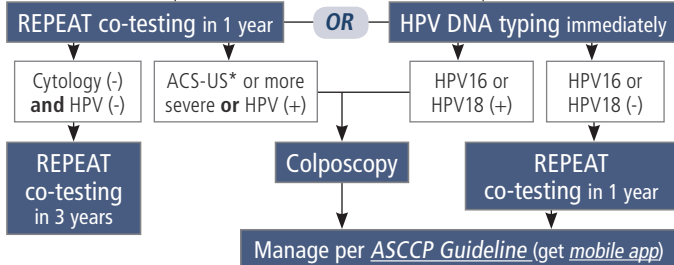 REPEAT co-testing in 1 year
OR
HPV DNA typing immediately
Cytology (-)
and HPV (-)
ACS-US* or more
severe or HPV (+)
HPV16 or
HPV18 (+)
HPV16 or
HPV18 (-)
REPEAT
co-testing
in 3 years
Colposcopy
REPEAT
co-testing in 1 year
Manage per ASCCP Guideline (get mobile app)